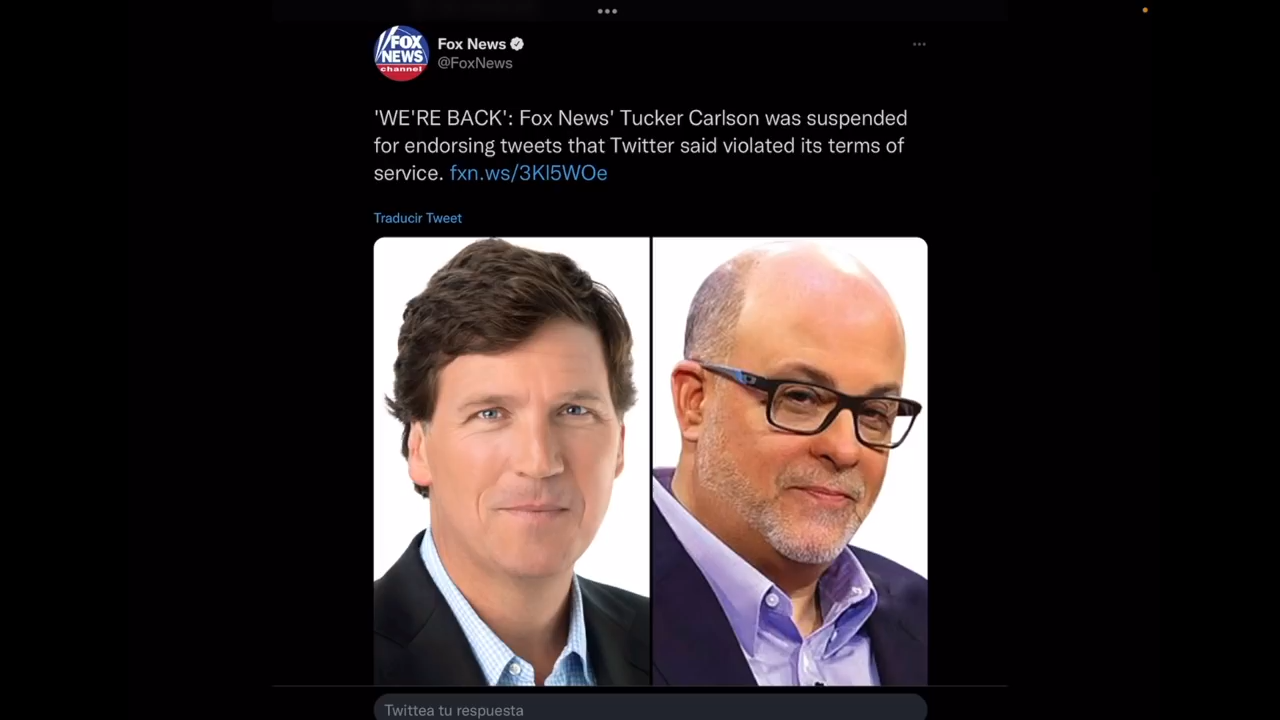 FOX
NEWS
channel
Fox News
@FoxNews
'WE'RE BACK': Fox News' Tucker Carlson was suspended
for endorsing tweets that Twitter said violated its terms of
service. fxn.ws/3Kl5WOe
Traducir Tweet
Twittea tu respuesta